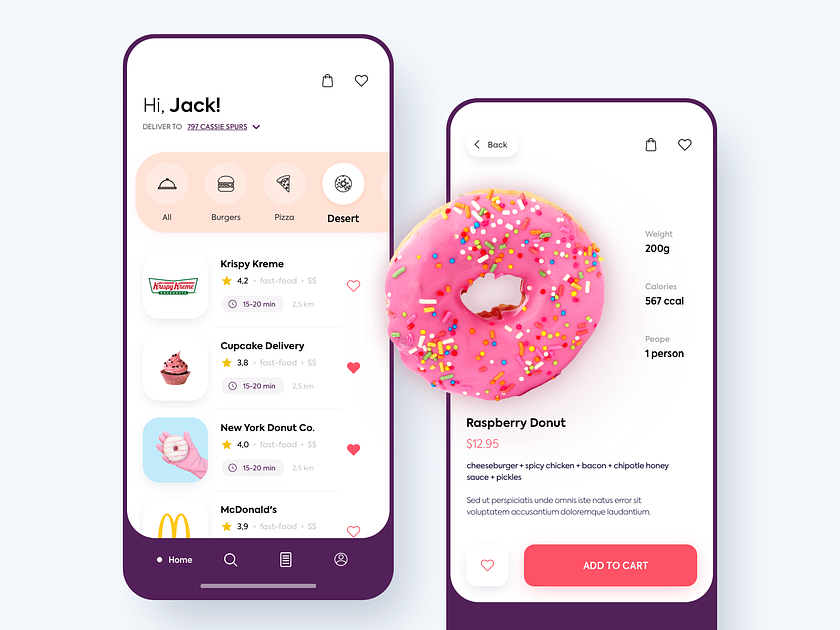 Hi, Jack!
DELIVER TO 797 CASSIE SPURS
All
Burgers
Pizza
Desert
Krispy Kreme
Krispy Kreme
4,2 • fast-food • $$
15-20 min
2,5 km
Cupcake Delivery
3,8 • fast-food • $$
15-20 min
2,5 km
New York Donut Co.
4,0 • fast-food • $$
15-20 min
2,5 km
McDonald's
3,9 • fast-food • $$
Home
Back
Weight
200g
Calories
567 ccal
Peope
1 person
Raspberry Donut
$12.95
cheeseburger + spicy chicken + bacon + chipotle honey
sauce + pickles
Sed ut perspiciatis unde omnis iste natus error sit
voluptatem accusantium doloremque laudantium.
ADD TO CART